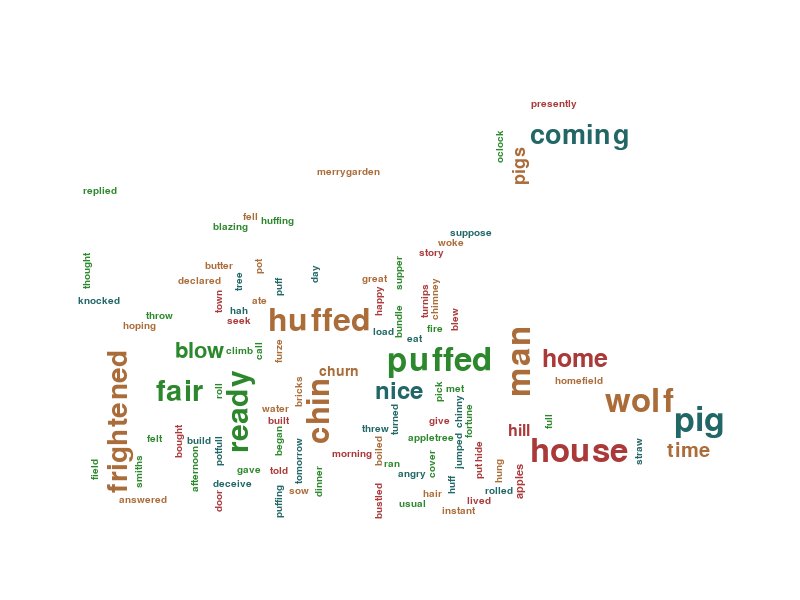 presently
coming
oclock
pigs
merrygarden
replied
fell
huffing
blazing
suppose
woke
story
thought
butter
pot
declared
tree
puff
day
great
supper
turnips
chimney
knocked
town
ate
happy
hah
seek
throw
hoping
huffed
load
bundle
fire
blew
eat
blow
climb
call
furze
puffed
man
home
frightened
fair
roll
ready
churn
bricks
chin
nice
pick
met
homefield
wolf
pig
water
built
threw
turned
give
chinny
fortune
hill
full
house
straw
time
felt
bought
build
potfull
began
tomorrow
morning
boiled
appletree
ran
cover
jumped
put
hide
hung
apples
field
smiths
afternoon
gave
told
deceive
dinner
angry
huff
answered
door
puffing
sow
bustled
hair
usual
instant
lived
rolled